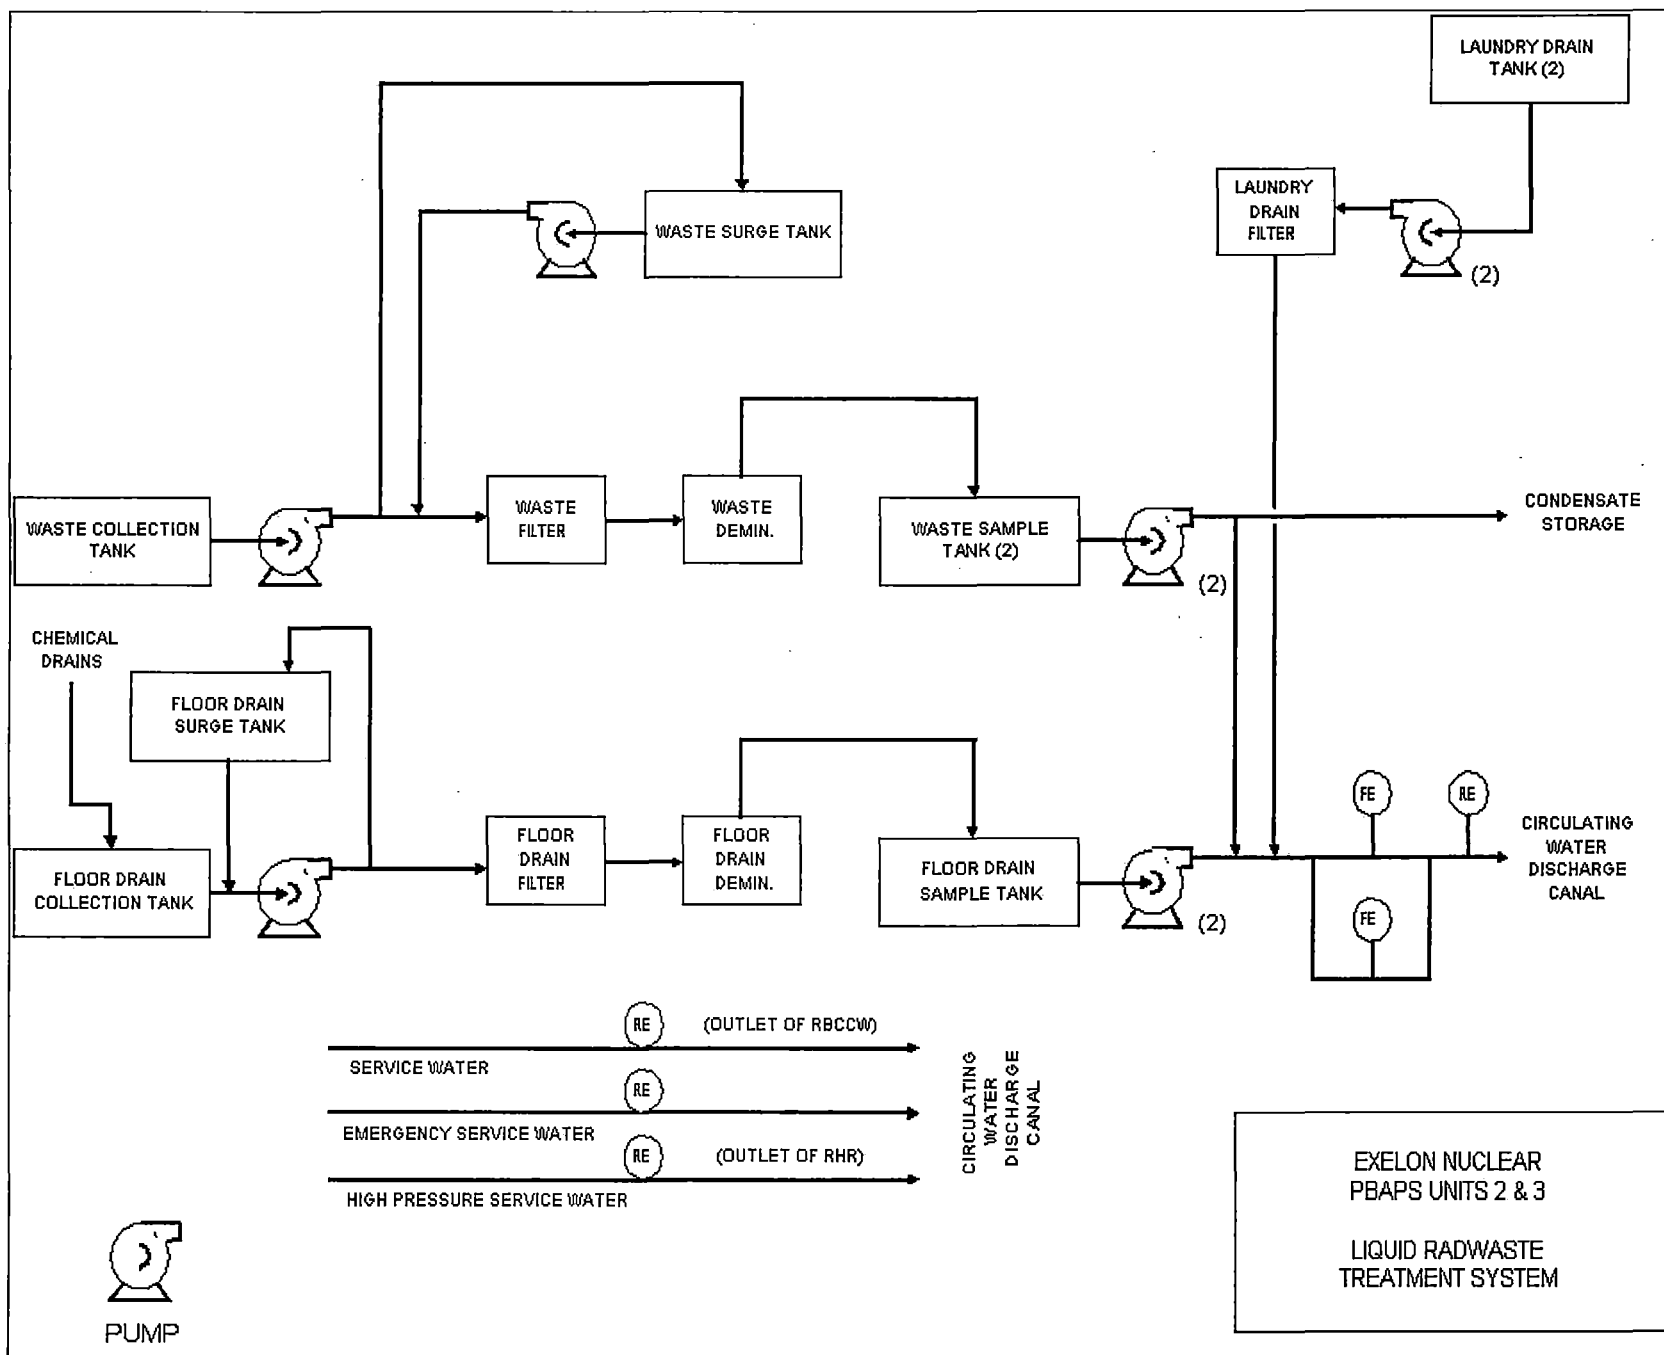 LAUNDRY DRAIN
TANK (2)
LAUNDRY
DRAIN
FILTER
(2)
WASTE SURGE TANK
WASTE COLLECTION
TANK
WASTE
FILTER
WASTE
DEMIN.
WASTE SAMPLE
TANK (2)
(2)
CONDENSATE
STORAGE
CHEMICAL
DRAINS
FLOOR DRAIN
SURGE TANK
FLOOR DRAIN
COLLECTION TANK
FLOOR
DRAIN
FILTER
FLOOR
DRAIN
DEMIN.
FLOOR DRAIN
SAMPLE TANK
(2)
FE
RE
FE
CIRCULATING
WATER
DISCHARGE
CANAL
RE
(OUTLET OF RBCCW)
SERVICE WATER
RE
EMERGENCY SERVICE WATER
RE
(OUTLET OF RHR)
HIGH PRESSURE SERVICE WATER
CIRCULATING
WATER
DISCHARGE
CANAL
PUMP
EXELON NUCLEAR
PBAPS UNITS 2 & 3
LIQUID RADWASTE
TREATMENT SYSTEM